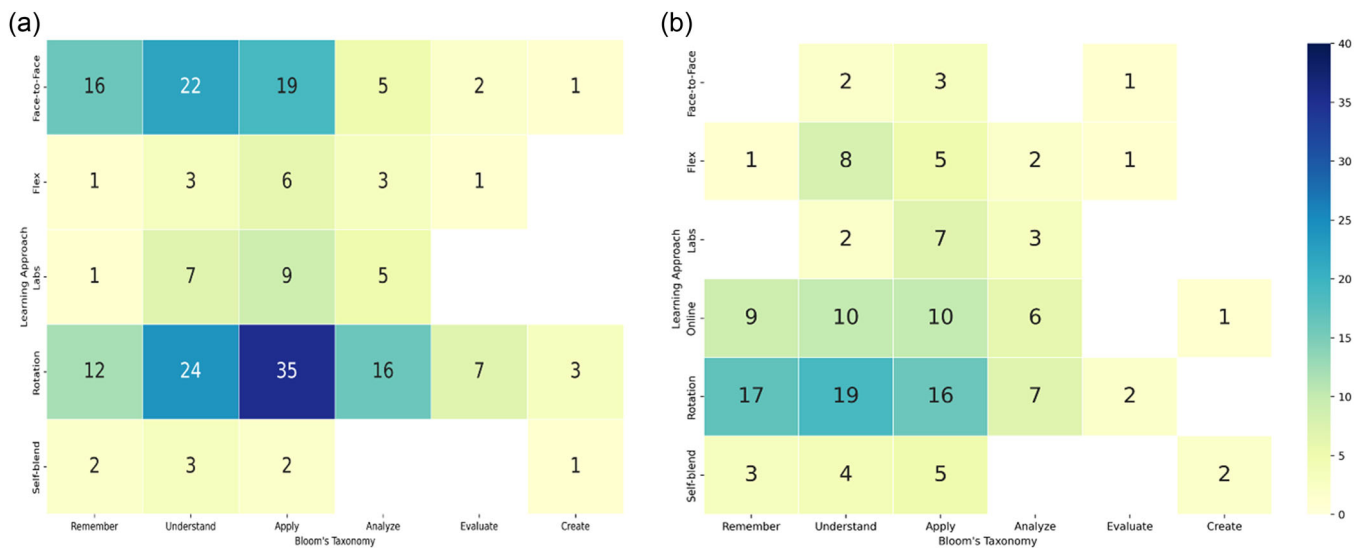 (a)
Learning Approach
Face-to-Face
16 22 19 5 2 1
Flex
1 3 6 3 1
Labs
1 7 9 5
Rotation
12 24 35 16 7 3
Self-blend
2 3 2 1
Remember Understand Apply Analyze Evaluate Create
Bloom's Taxonomy
(b)
Learning Approach
Face-to-Face
2 3 1
Flex
1 8 5 2 1
Labs
2 7 3
Online
9 10 10 6 1
Rotation
17 19 16 7 2
Self-blend
3 4 5 2
Remember Understand Apply Analyze Evaluate Create
Bloom's Taxonomy
40
35
30
25
20
15
10
5
0